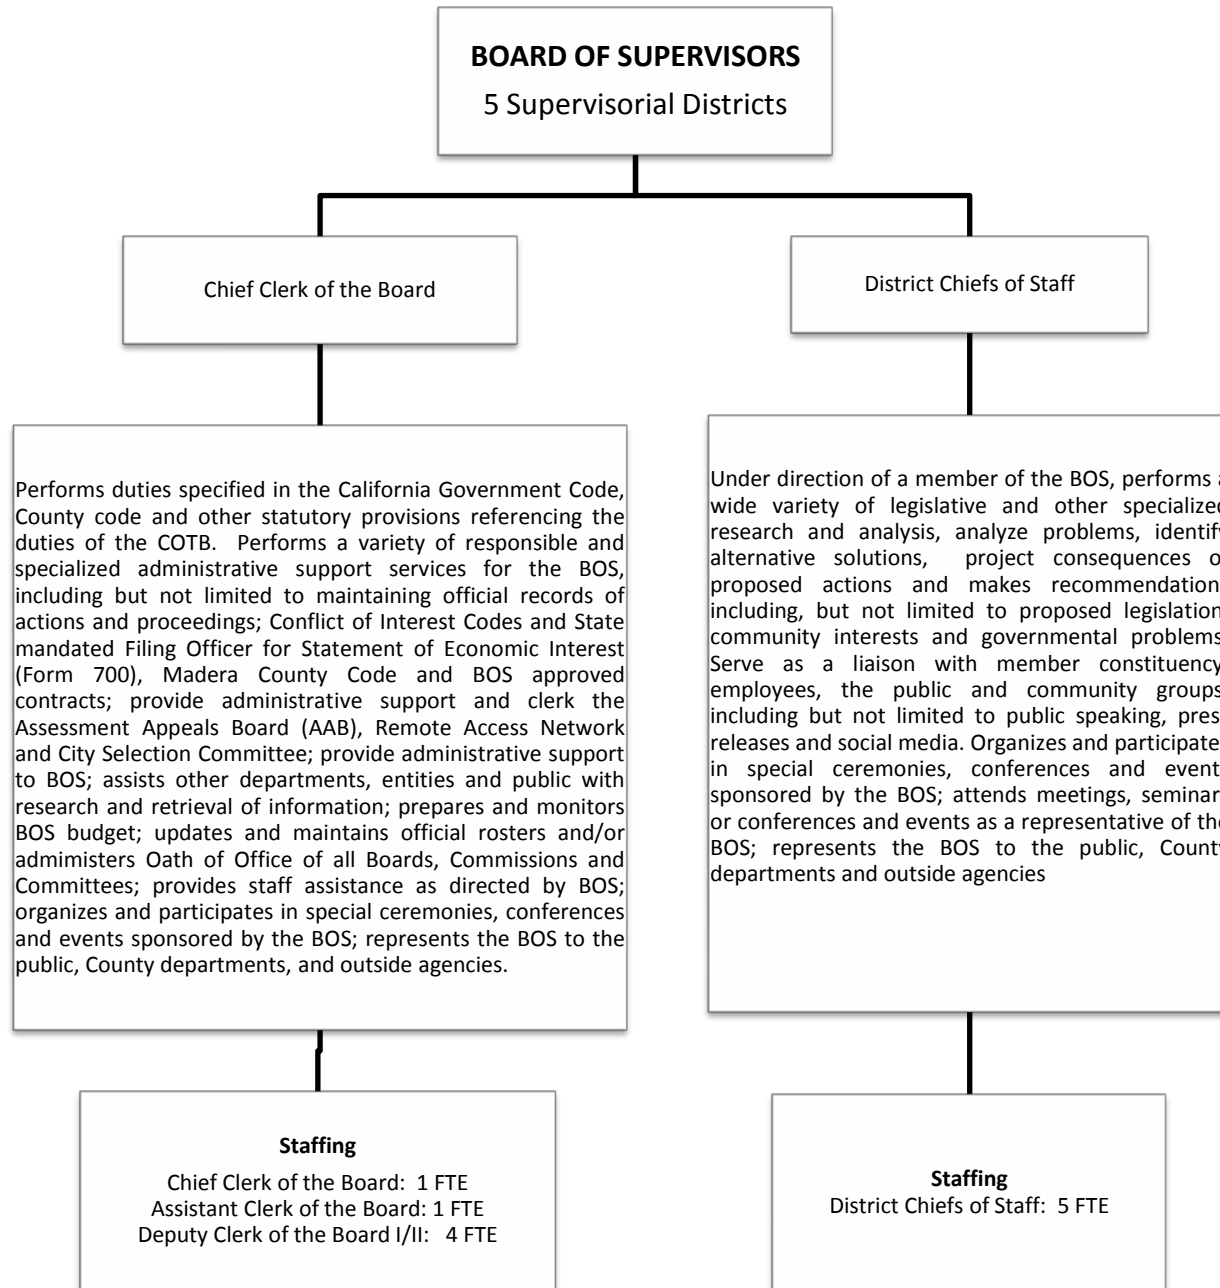 BOARD OF SUPERVISORS
5 Supervisorial Districts
Chief Clerk of the Board
District Chiefs of Staff
Performs duties specified in the California Government Code,
County code and other statutory provisions referencing the
duties of the COTB. Performs a variety of responsible and
specialized administrative support services for the BOS,
including but not limited to maintaining official records of
actions and proceedings; Conflict of Interest Codes and State
mandated Filing Officer for Statement of Economic Interest
(Form 700), Madera County Code and BOS approved
contracts; provide administrative support and clerk the
Assessment Appeals Board (AAB), Remote Access Network
and City Selection Committee; provide administrative support
to BOS; assists other departments, entities and public with
research and retrieval of information; prepares and monitors
BOS budget; updates and maintains official rosters and/or
admimisters Oath of Office of all Boards, Commissions and
Committees; provides staff assistance as directed by BOS;
organizes and participates in special ceremonies, conferences
and events sponsored by the BOS; represents the BOS to the
public, County departments, and outside agencies.
Under direction of a member of the BOS, performs a
wide variety of legislative and other specialized
research and analysis, analyze problems, identify
alternative solutions, project consequences of
proposed actions and makes recommendation
including, but not limited to proposed legislation
community interests and governmental problems
Serve as a liaison with member constituency
employees, the public and community groups
including but not limited to public speaking, pres
releases and social media. Organizes and participate
in special ceremonies, conferences and event
sponsored by the BOS; attends meetings, seminar
or conferences and events as a representative of the
BOS; represents the BOS to the public, County
departments and outside agencies
Staffing
Chief Clerk of the Board: 1 FTE
Assistant Clerk of the Board: 1 FTE
Deputy Clerk of the Board I/II: 4 FTE
Staffing
District Chiefs of Staff: 5 FTE